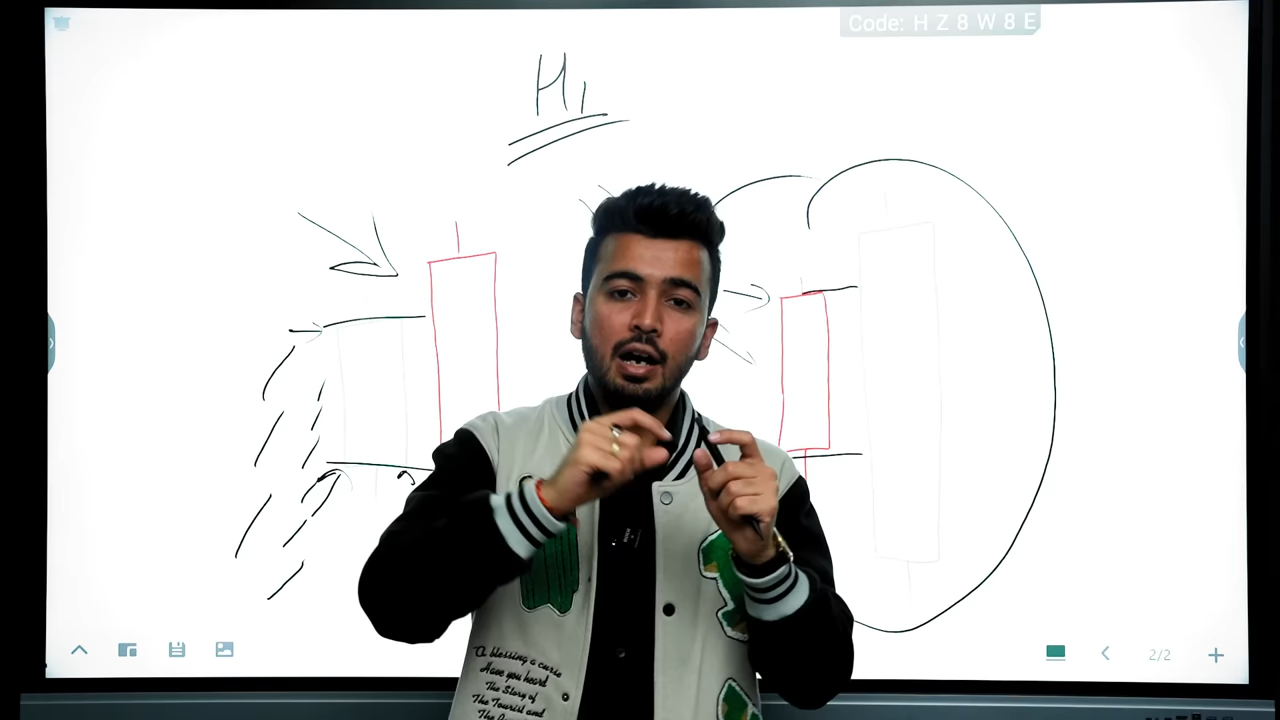 Code: H Z 8 W 8 E
H1
A blessing a curse
Have you heard
The Story of
The Tourist and
2/2